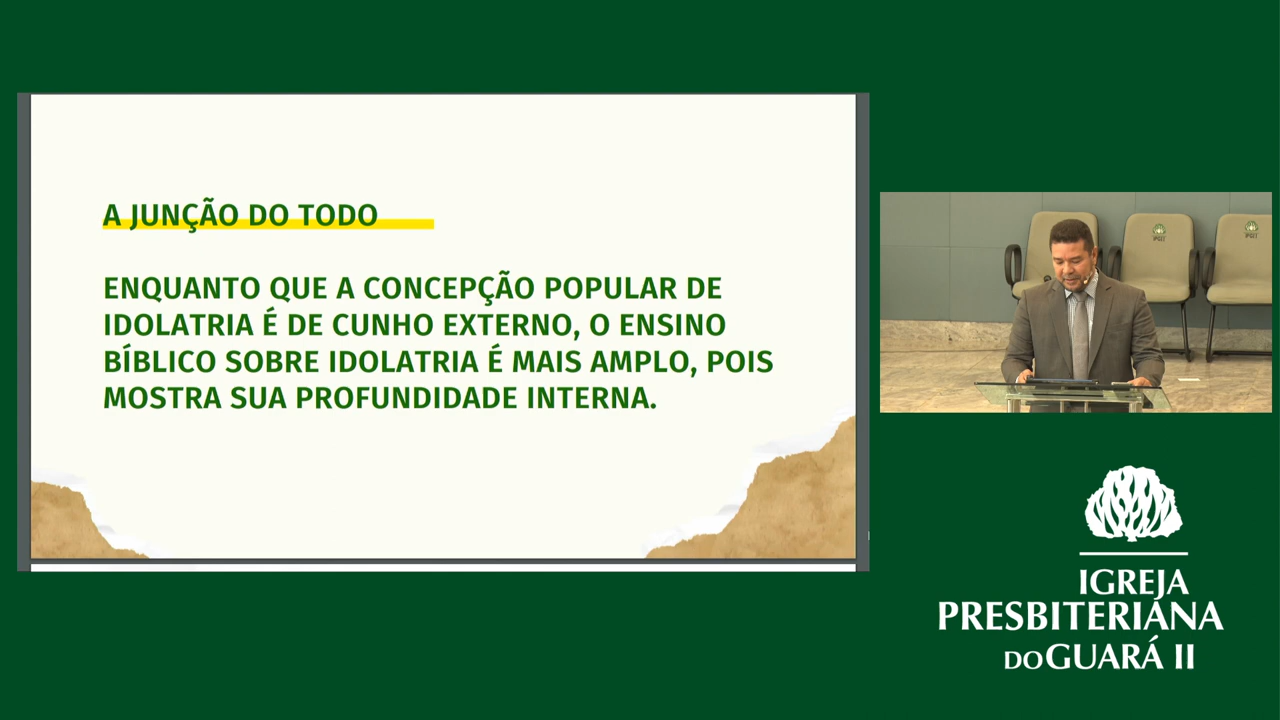 A JUNÇÃO DO TODO
ENQUANTO QUE A CONCEPÇÃO POPULAR DE
IDOLATRIA É DE CUNHO EXTERNO, O ENSINO
BÍBLICO SOBRE IDOLATRIA É MAIS AMPLO, POIS
MOSTRA SUA PROFUNDIDADE INTERNA.
IGREJA
PRESBITERIANA
DO GUARÁ II